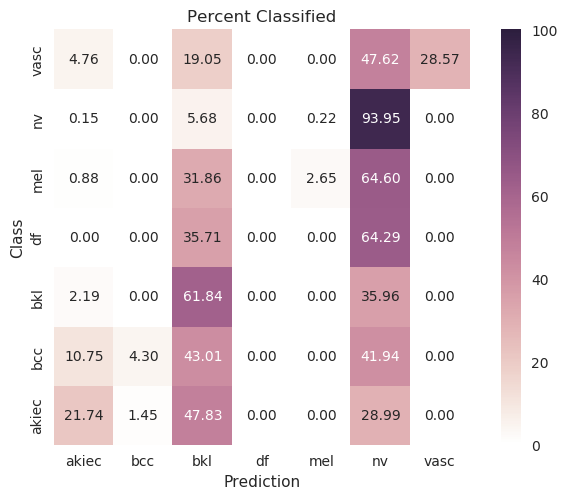 Percent Classified
vasc 4.76 0.00 19.05 0.00 0.00 47.62 28.57
nv 0.15 0.00 5.68 0.00 0.22 93.95 0.00
mel 0.88 0.00 31.86 0.00 2.65 64.60 0.00
df 0.00 0.00 35.71 0.00 0.00 64.29 0.00
bkl 2.19 0.00 61.84 0.00 0.00 35.96 0.00
bcc 10.75 4.30 43.01 0.00 0.00 41.94 0.00
akiec 21.74 1.45 47.83 0.00 0.00 28.99 0.00
akiec bcc bkl df mel nv vasc
Prediction
Class
100
80
60
40
20
0